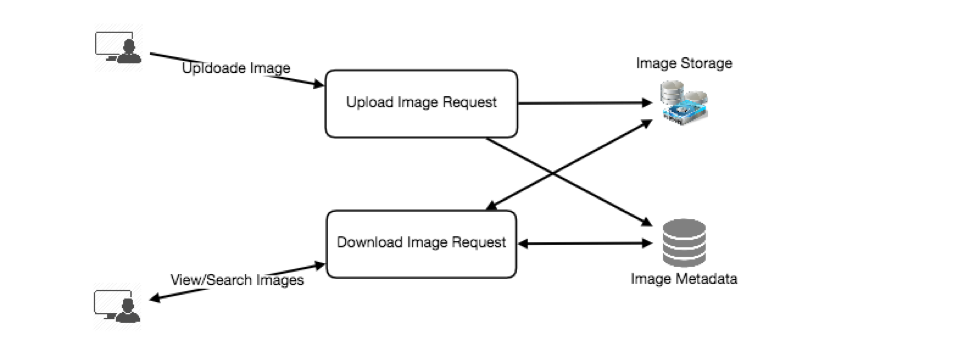 Image Storage
Upldoade Image
Upload Image Request
Download Image Request
View/Search Images
Image Metadata